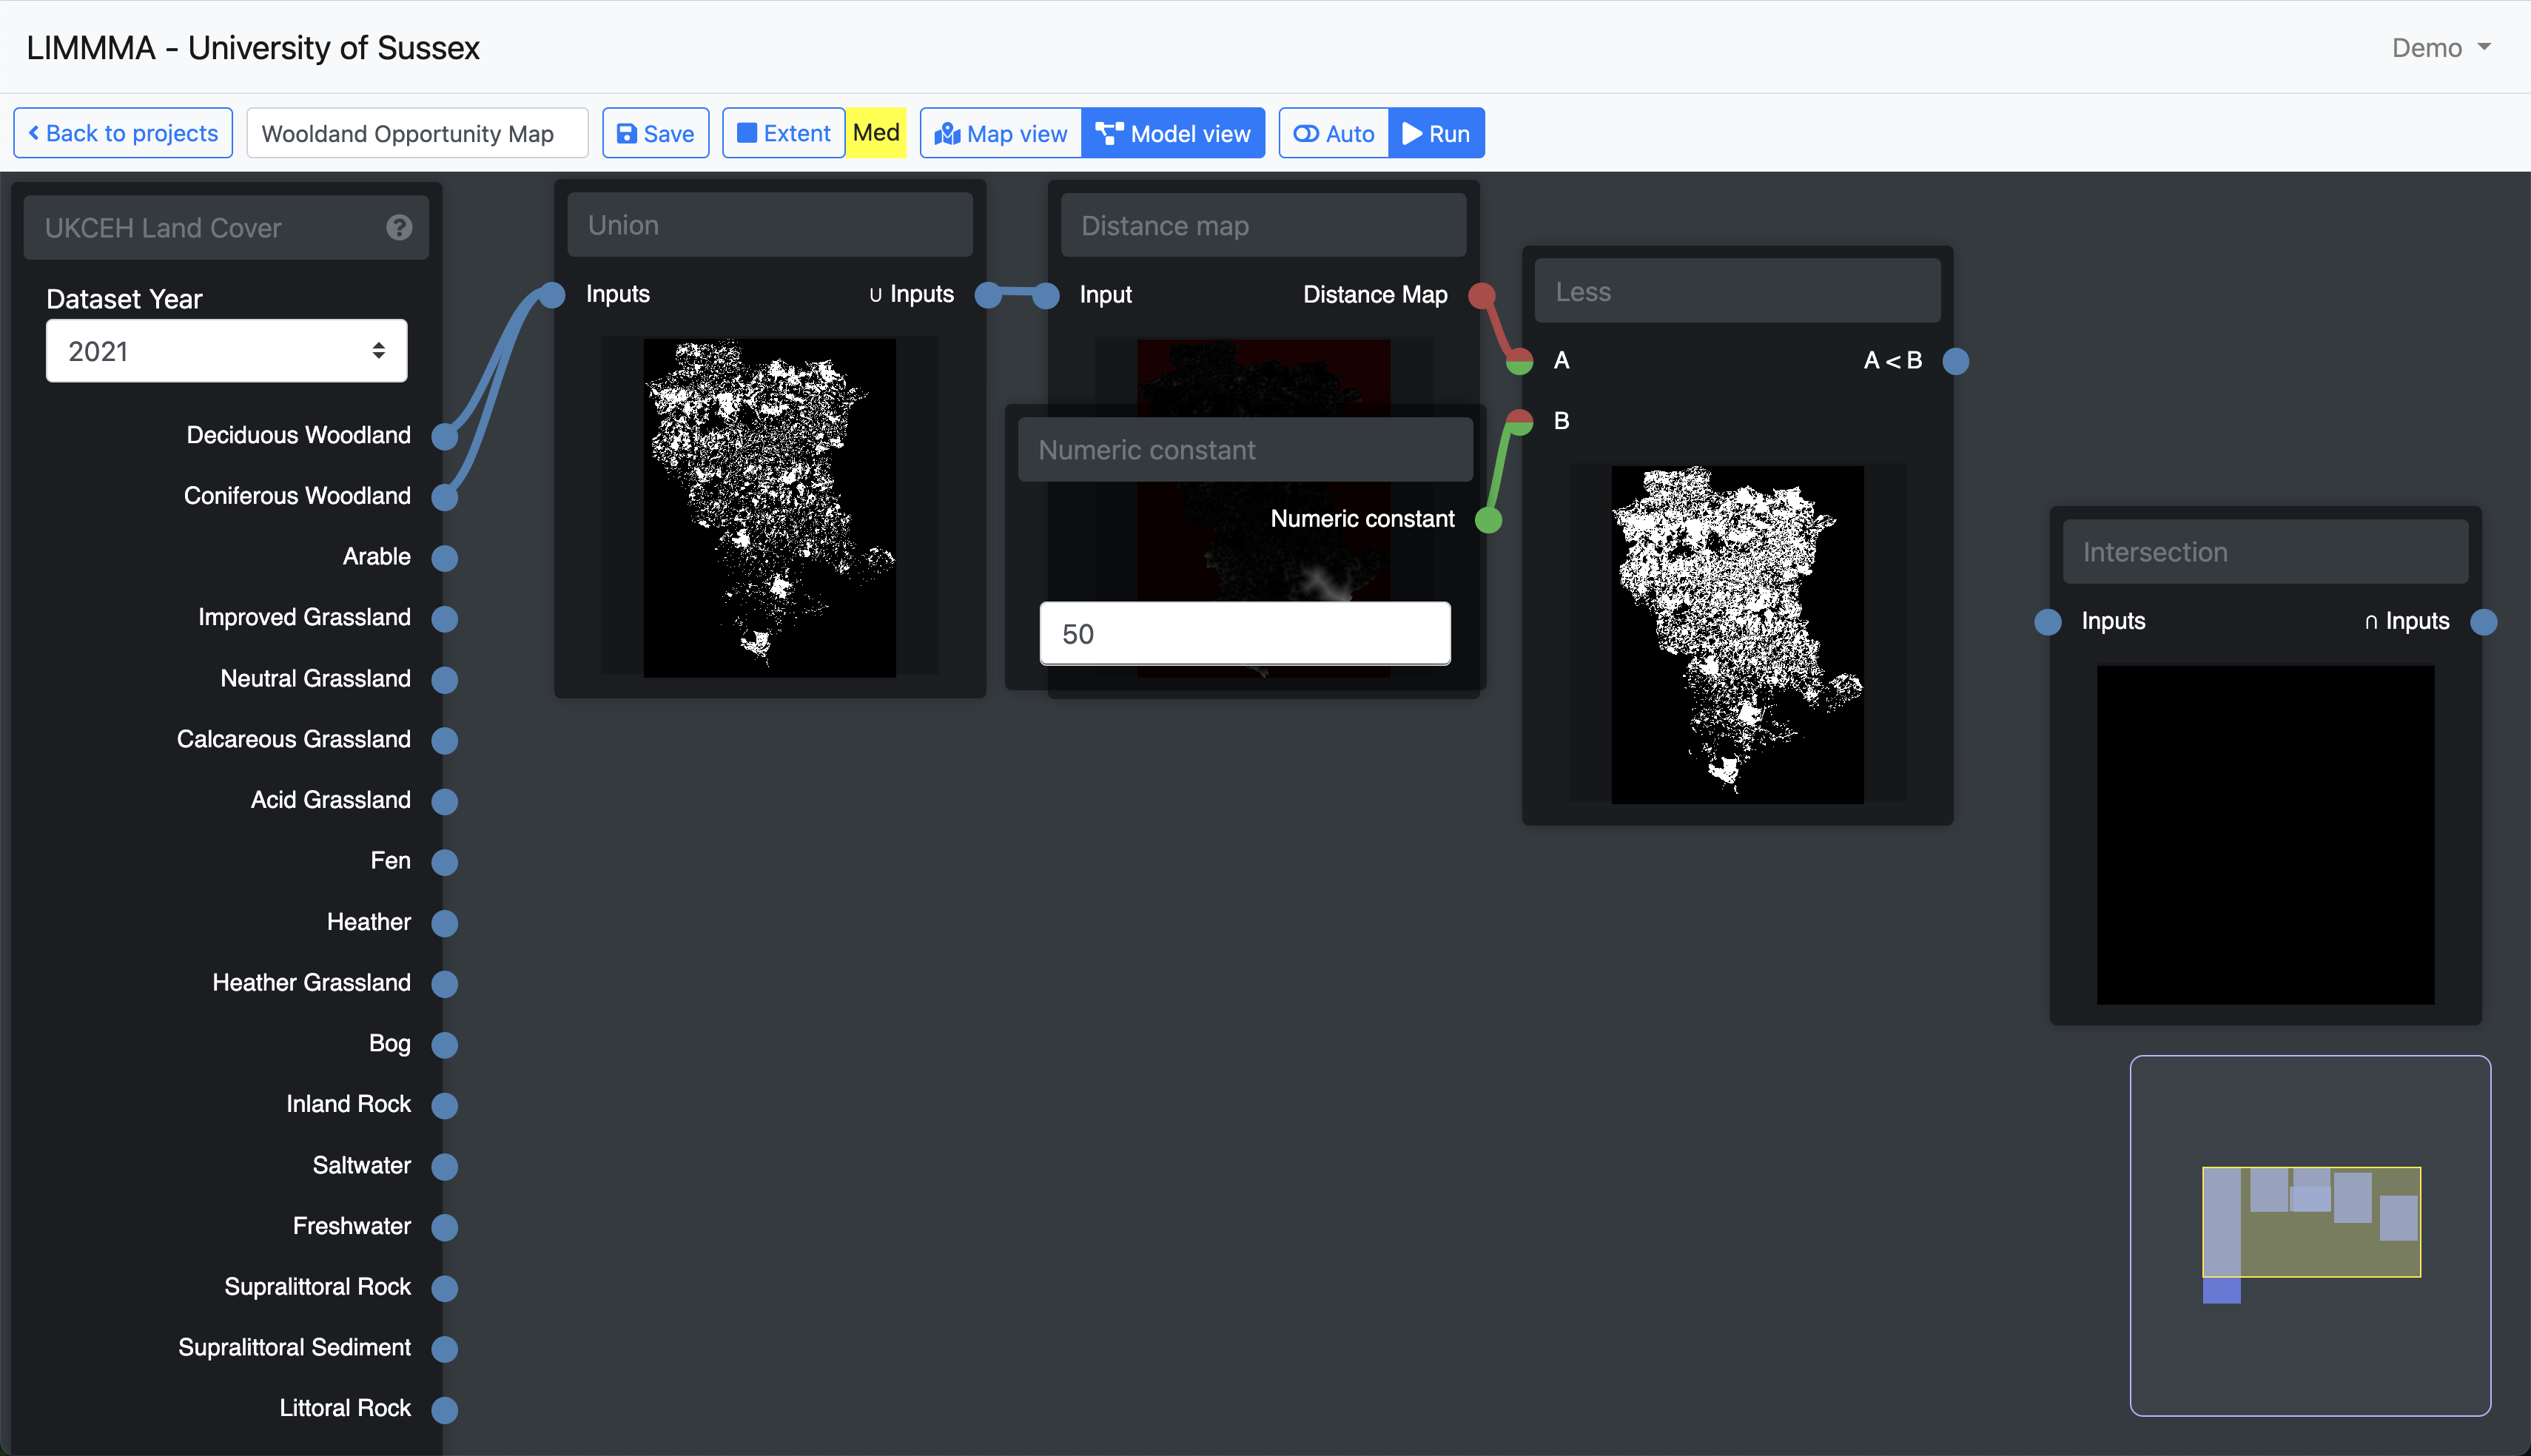 LIMMMA - University of Sussex
Demo
Back to projects
Wooldand Opportunity Map
Save
Extent
Med
Map view
Model view
Auto
Run
UKCEH Land Cover
?
Dataset Year
2021
Deciduous Woodland
Coniferous Woodland
Arable
Improved Grassland
Neutral Grassland
Calcareous Grassland
Acid Grassland
Fen
Heather
Heather Grassland
Bog
Inland Rock
Saltwater
Freshwater
Supralittoral Rock
Supralittoral Sediment
Littoral Rock
Union
Inputs
∪ Inputs
Distance map
Input
Distance Map
Numeric constant
Numeric constant
50
Less
A
A < B
B
Intersection
Inputs
∩ Inputs